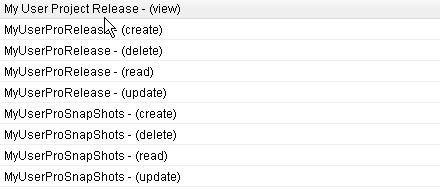 My User Project Release - (view)
MyUserProRelease - (create)
MyUserProRelease - (delete)
MyUserProRelease - (read)
MyUserProRelease - (update)
MyUserProSnapShots - (create)
MyUserProSnapShots - (delete)
MyUserProSnapShots - (read)
MyUserProSnapShots - (update)